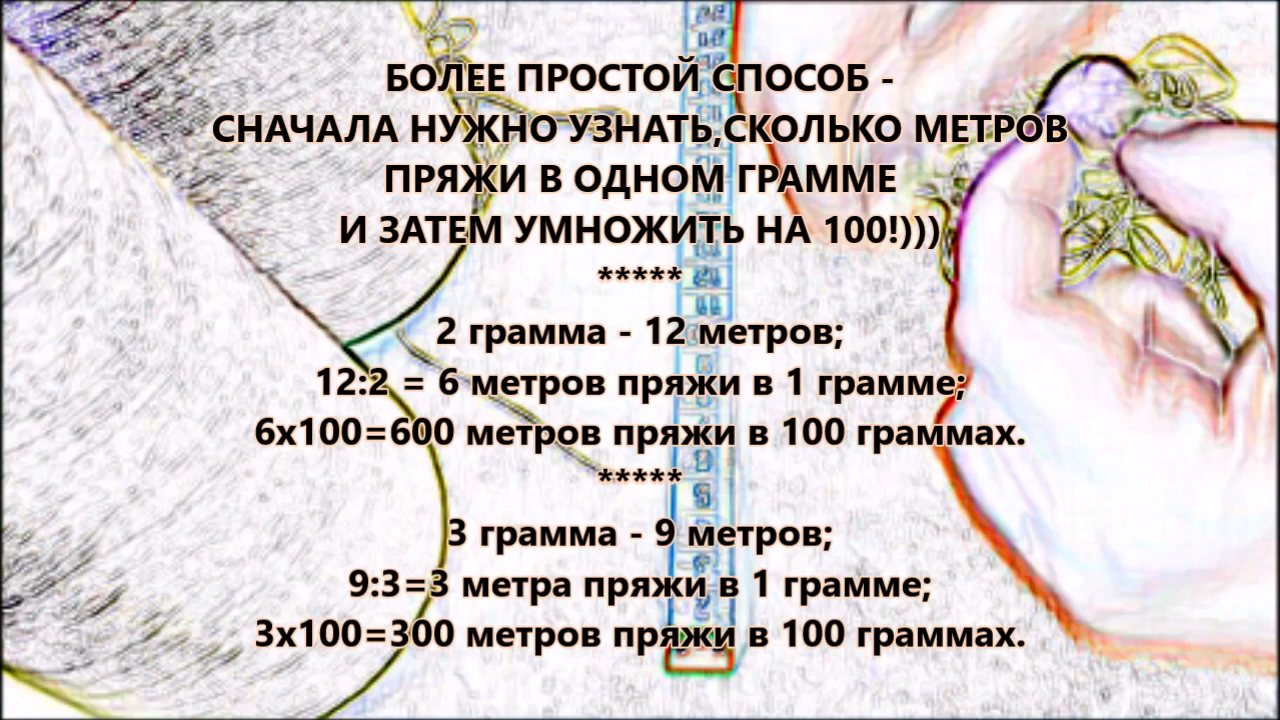 БОЛЕЕ ПРОСТОЙ СПОСОБ -
СНАЧАЛА НУЖНО УЗНАТЬ,СКОЛЬКО МЕТРОВ
ПРЯЖИ В ОДНОМ ГРАММЕ
И ЗАТЕМ УМНОЖИТЬ НА 100!)))
*****
2 грамма - 12 метров;
12:2 = 6 метров пряжи в 1 грамме;
6х100=600 метров пряжи в 100 граммах.
*****
3 грамма - 9 метров;
9:3=3 метра пряжи в 1 грамме;
3х100=300 метров пряжи в 100 граммах.